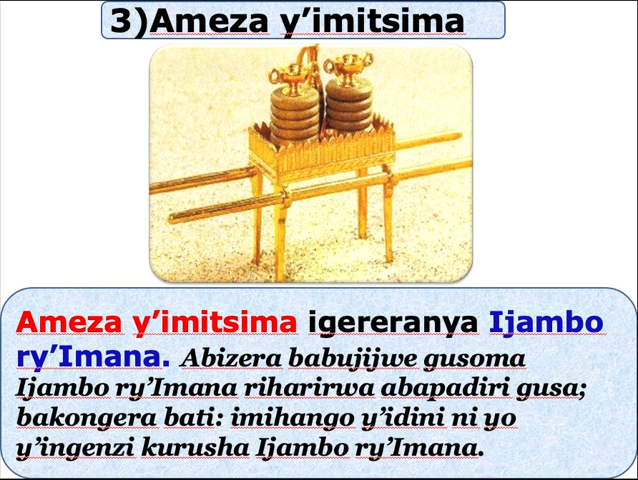 3)Ameza y’imitsima
Ameza y’imitsima igereranya Ijambo
ry’Imana. Abizera babujijwe gusoma
Ijambo ry’Imana riharirwa abapadiri gusa;
bakongera bati: imihango y’idini ni yo
y’ingenzi kurusha Ijambo ry’Imana.